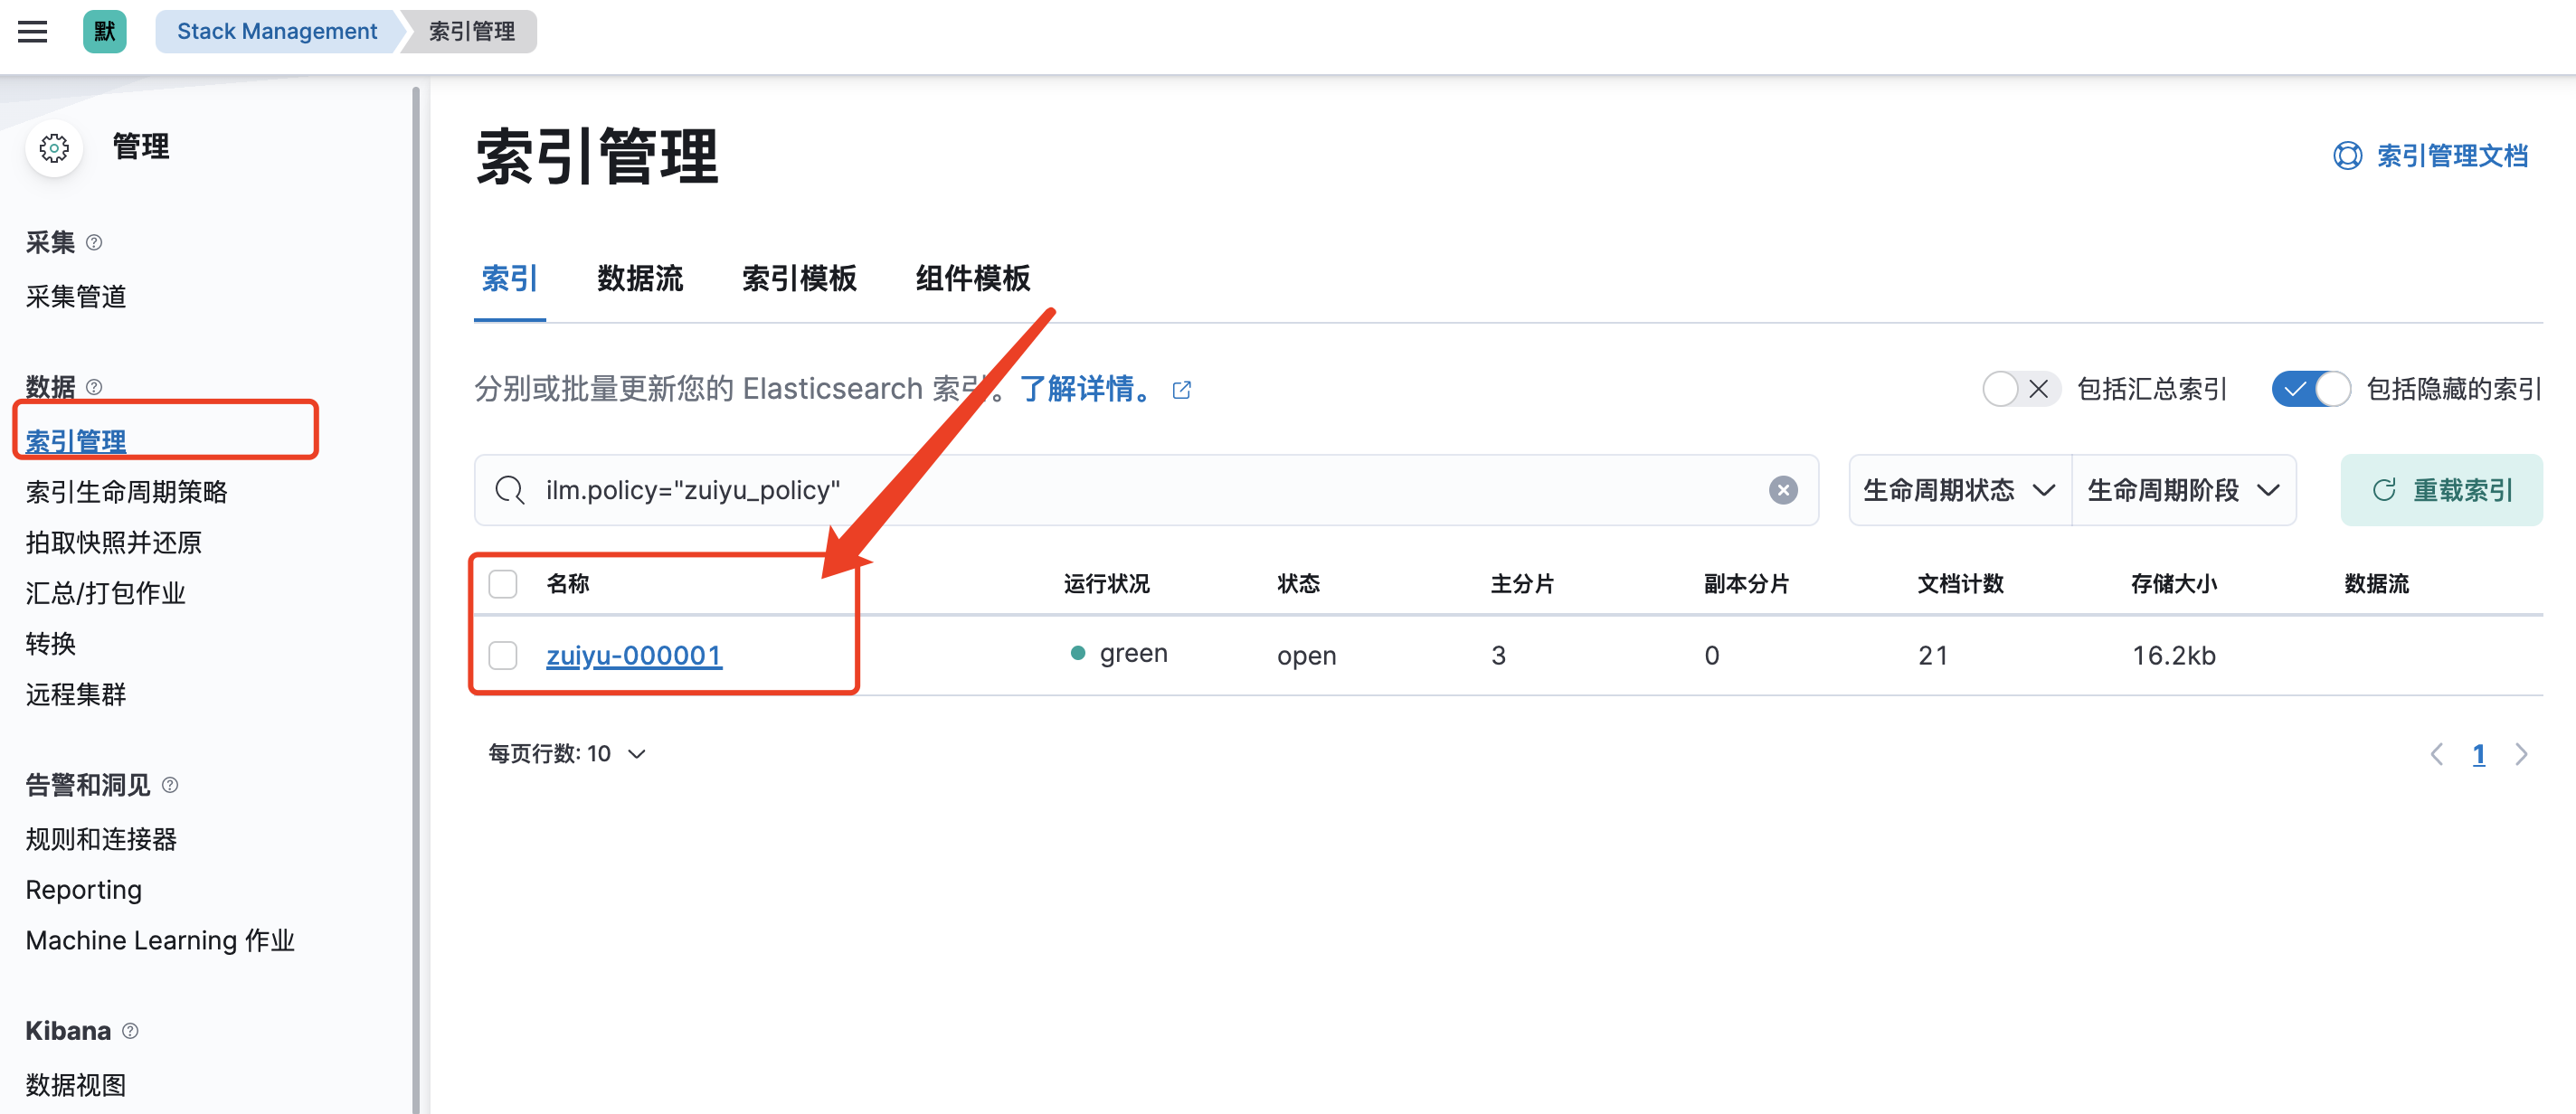 默 Stack Management 索引管理
管理
采集
采集管道
数据
索引管理
索引生命周期策略
拍取快照并还原
汇总/打包作业
转换
远程集群
告警和洞见
规则和连接器
Reporting
Machine Learning 作业
Kibana
数据视图
索引管理
索引管理文档
索引 数据流 索引模板 组件模板
分别或批量更新您的 Elasticsearch 索引。了解详情。
包括汇总索引 包括隐藏的索引
ilm.policy="zuiyu_policy"
生命周期状态 生命周期阶段 重载索引
名称 运行状况 状态 主分片 副本分片 文档计数 存储大小 数据流
zuiyu-000001 green open 3 0 21 16.2kb
每页行数: 10
1